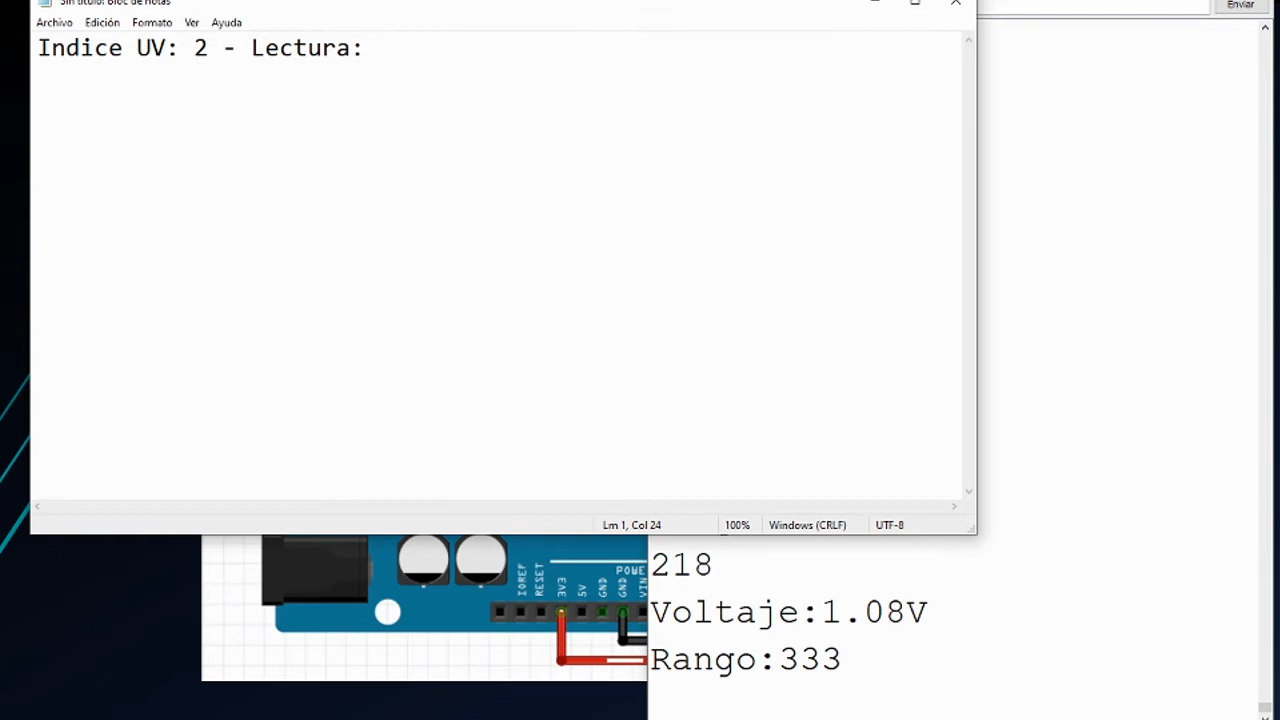 Sin título: Bloc de notas
Enviar
Archivo Edición Formato Ver Ayuda
Indice UV: 2 - Lectura:
Lm 1, Col 24 100% Windows (CRLF) UTF-8
POWE
IOREF RESET 3V3 5V GND GND VIN
218
Voltaje:1.08V
Rango:333